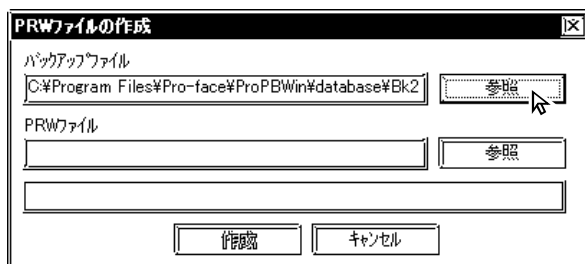 PRWファイルの作成
バックアップファイル
C:¥Program Files¥Pro-face¥ProPBWin¥database¥Bk2 参照
PRWファイル
参照
作成 キャンセル